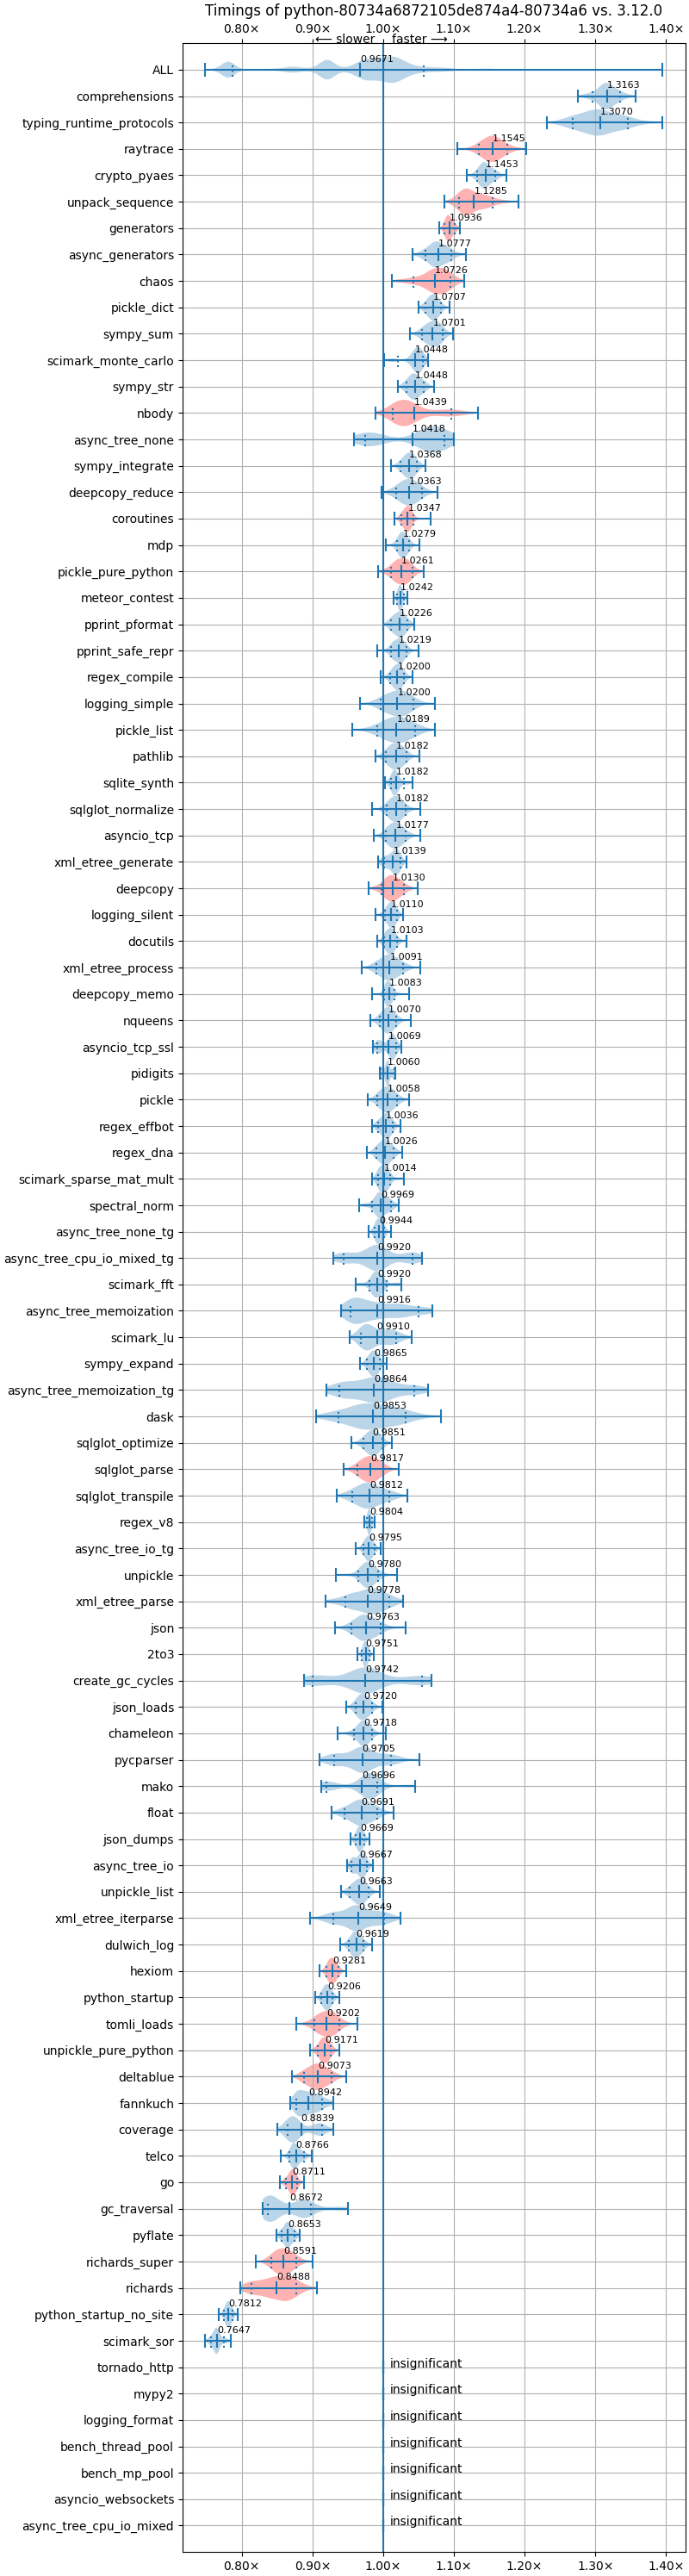 Timings of python-80734a6872105de874a4-80734a6 vs. 3.12.0
0.80× 0.90× 1.00× 1.10× 1.20× 1.30× 1.40×
⟵ slower faster ⟶
ALL 0.9671
comprehensions 1.3163
typing_runtime_protocols 1.3070
raytrace 1.1545
crypto_pyaes 1.1453
unpack_sequence 1.1285
generators 1.0936
async_generators 1.0777
chaos 1.0726
pickle_dict 1.0707
sympy_sum 1.0701
scimark_monte_carlo 1.0448
sympy_str 1.0448
nbody 1.0439
async_tree_none 1.0418
sympy_integrate 1.0368
deepcopy_reduce 1.0363
coroutines 1.0347
mdp 1.0279
pickle_pure_python 1.0261
meteor_contest 1.0242
pprint_pformat 1.0226
pprint_safe_repr 1.0219
regex_compile 1.0200
logging_simple 1.0200
pickle_list 1.0189
pathlib 1.0182
sqlite_synth 1.0182
sqlglot_normalize 1.0182
asyncio_tcp 1.0177
xml_etree_generate 1.0139
deepcopy 1.0130
logging_silent 1.0110
docutils 1.0103
xml_etree_process 1.0091
deepcopy_memo 1.0083
nqueens 1.0070
asyncio_tcp_ssl 1.0069
pidigits 1.0060
pickle 1.0058
regex_effbot 1.0036
regex_dna 1.0026
scimark_sparse_mat_mult 1.0014
spectral_norm 0.9969
async_tree_none_tg 0.9944
async_tree_cpu_io_mixed_tg 0.9920
scimark_fft 0.9920
async_tree_memoization 0.9916
scimark_lu 0.9910
sympy_expand 0.9865
async_tree_memoization_tg 0.9864
dask 0.9853
sqlglot_optimize 0.9851
sqlglot_parse 0.9817
sqlglot_transpile 0.9812
regex_v8 0.9804
async_tree_io_tg 0.9795
unpickle 0.9780
xml_etree_parse 0.9778
json 0.9763
2to3 0.9751
create_gc_cycles 0.9742
json_loads 0.9720
chameleon 0.9718
pycparser 0.9705
mako 0.9696
float 0.9691
json_dumps 0.9669
async_tree_io 0.9667
unpickle_list 0.9663
xml_etree_iterparse 0.9649
dulwich_log 0.9619
hexiom 0.9281
python_startup 0.9206
tomli_loads 0.9202
unpickle_pure_python 0.9171
deltablue 0.9073
fannkuch 0.8942
coverage 0.8839
telco 0.8766
go 0.8711
gc_traversal 0.8672
pyflate 0.8653
richards_super 0.8591
richards 0.8488
python_startup_no_site 0.7812
scimark_sor 0.7647
tornado_http insignificant
mypy2 insignificant
logging_format insignificant
bench_thread_pool insignificant
bench_mp_pool insignificant
asyncio_websockets insignificant
async_tree_cpu_io_mixed insignificant
0.80× 0.90× 1.00× 1.10× 1.20× 1.30× 1.40×